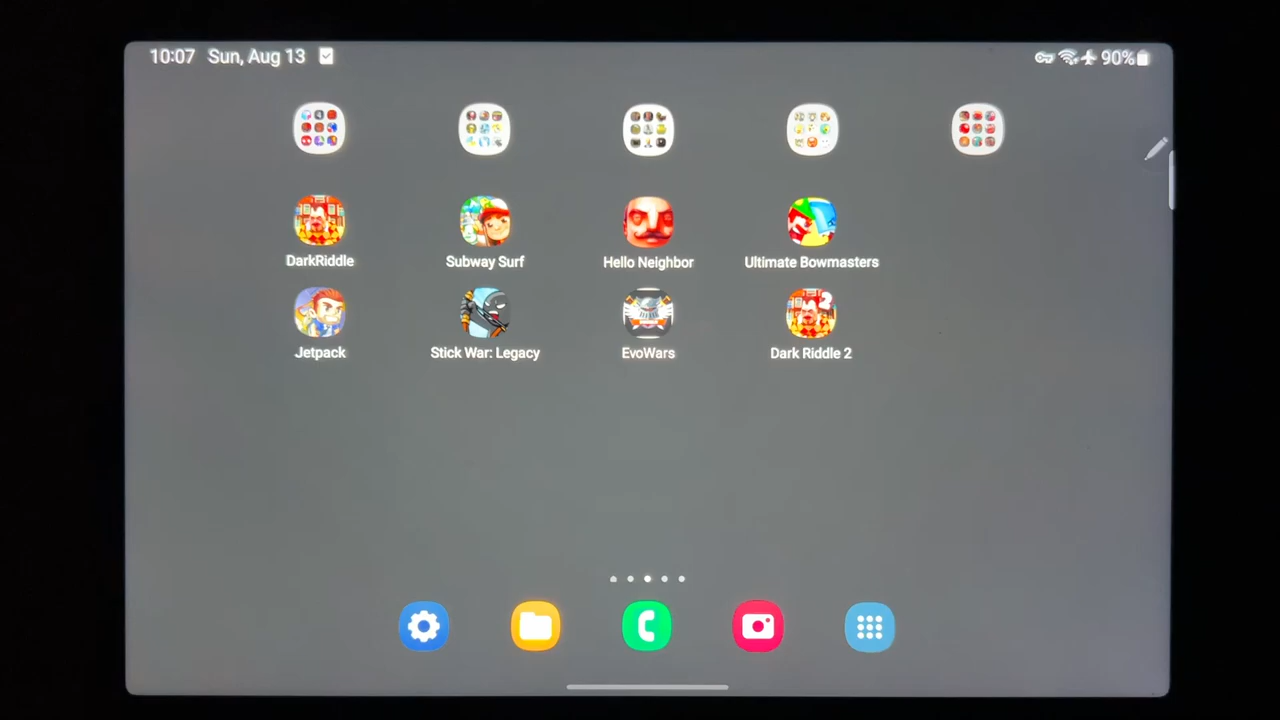 10:07 Sun, Aug 13 90%
DarkRiddle Subway Surf Hello Neighbor Ultimate Bowmasters
2
Jetpack Stick War: Legacy EvoWars Dark Riddle 2